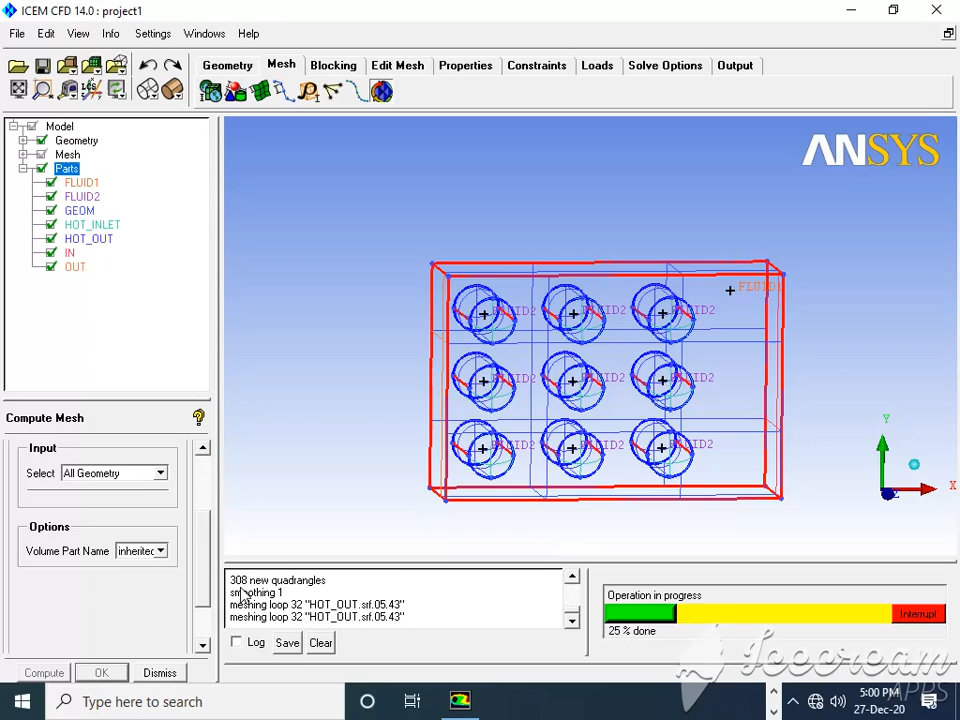 ICEM CFD 14.0 : project1
File Edit View Info Settings Windows Help
Geometry Mesh Blocking Edit Mesh Properties Constraints Loads Solve Options Output
LCS
Model
Geometry
Mesh
Parts
FLUID1
FLUID2
GEOM
HOT_INLET
HOT_OUT
IN
OUT
ANSYS
FLUID1
FLUID2 FLUID2 FLUID2
FLUID2 FLUID2 FLUID2
FLUID2 FLUID2 FLUID2
Y
X
Z
Compute Mesh
Input
Select All Geometry
Options
Volume Part Name inherited
Compute OK Dismiss
308 new quadrangles
smoothing 1
meshing loop 32 "HOT_OUT.srf.05.43"
meshing loop 32 "HOT_OUT.srf.05.43"
Log Save Clear
Operation in progress
Interrupt
25 % done
Icecream
APPS
Type here to search
5:00 PM
27-Dec-20